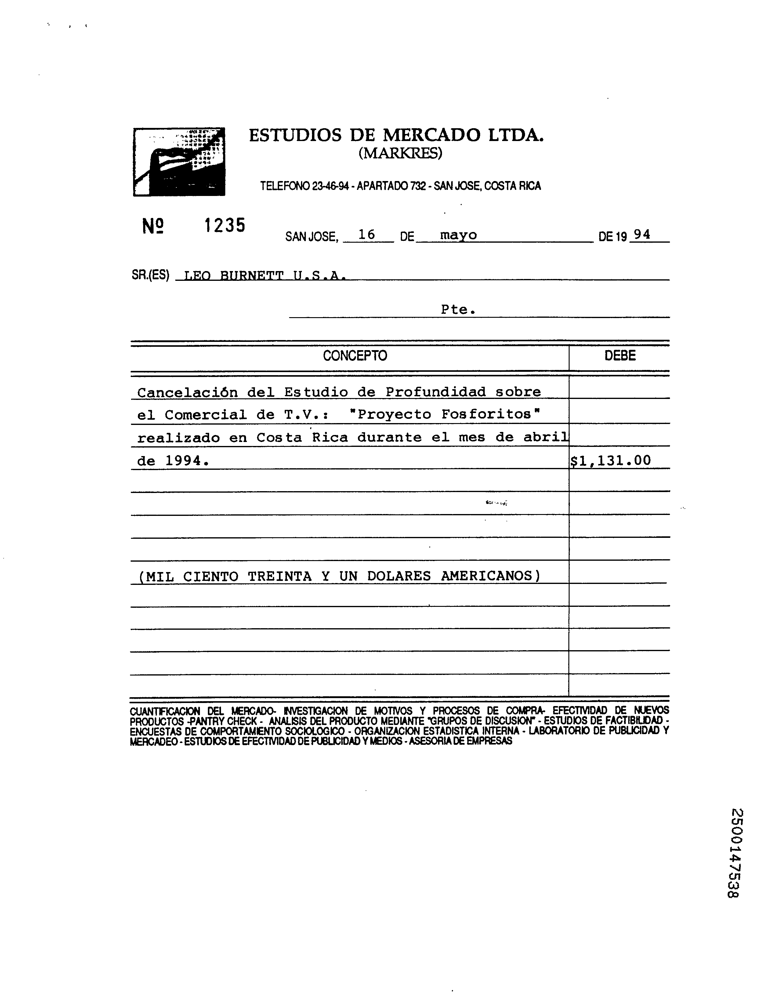 ESTUDIOS DE MERCADO LTDA.
(MARKRES)
TELEFONO 23-46-94 - APARTADO 732 - SAN JOSE, COSTA RICA
Nº 1235
SAN JOSE, 16 DE mayo DE 19 94
SR.(ES) LEO BURNETT U.S.A.
Pte.
CONCEPTO DEBE
Cancelación del Estudio de Profundidad sobre
el Comercial de T.V.: "Proyecto Fosforitos"
realizado en Costa Rica durante el mes de abril
de 1994. $1,131.00
(MIL CIENTO TREINTA Y UN DOLARES AMERICANOS)
CUANTIFICACION DEL MERCADO- INVESTIGACION DE MOTIVOS Y PROCESOS DE COMPRA- EFECTIVIDAD DE NUEVOS
PRODUCTOS -PANTRY CHECK - ANALISIS DEL PRODUCTO MEDIANTE "GRUPOS DE DISCUSION" - ESTUDIOS DE FACTIBILIDAD -
ENCUESTAS DE COMPORTAMIENTO SOCIOLOGICO - ORGANIZACION ESTADISTICA INTERNA - LABORATORIO DE PUBLICIDAD Y
MERCADEO - ESTUDIOS DE EFECTIVIDAD DE PUBLICIDAD Y MEDIOS - ASESORIA DE EMPRESAS
2500147538